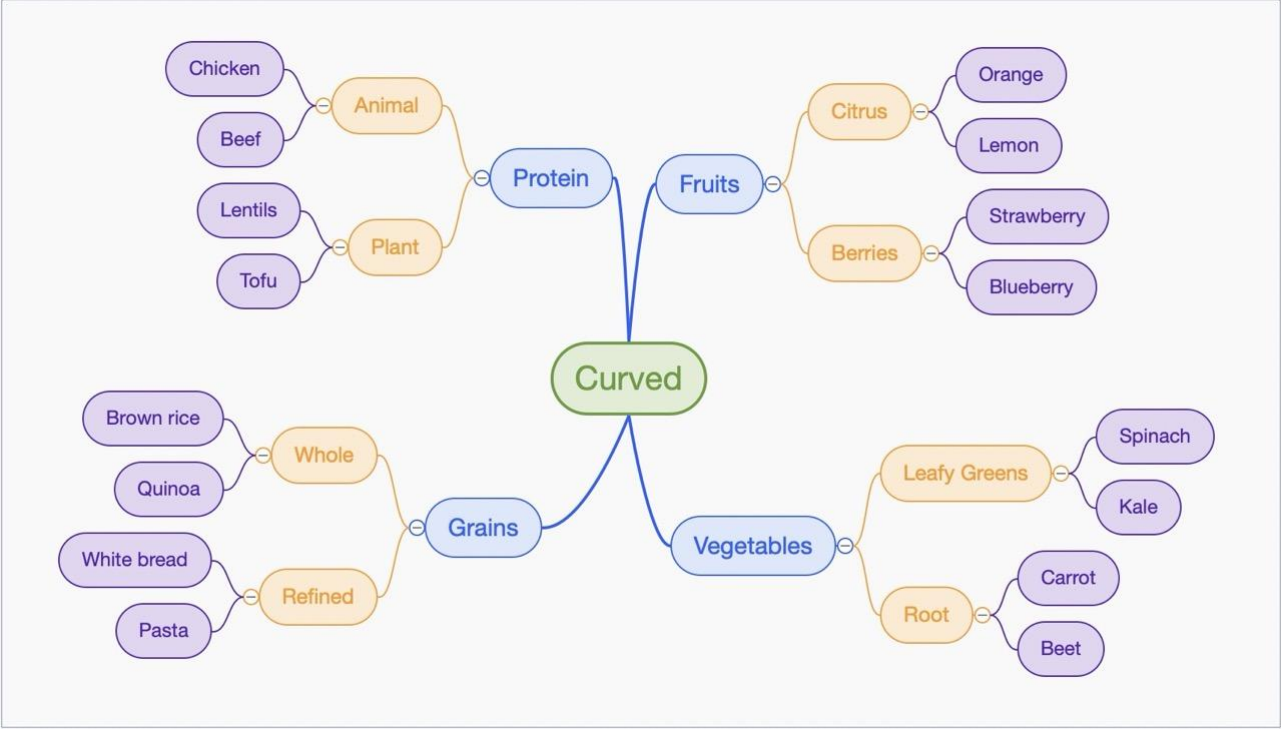 Curved
Protein
Animal
Chicken
Beef
Plant
Lentils
Tofu
Fruits
Citrus
Orange
Lemon
Berries
Strawberry
Blueberry
Grains
Whole
Brown rice
Quinoa
Refined
White bread
Pasta
Vegetables
Leafy Greens
Spinach
Kale
Root
Carrot
Beet